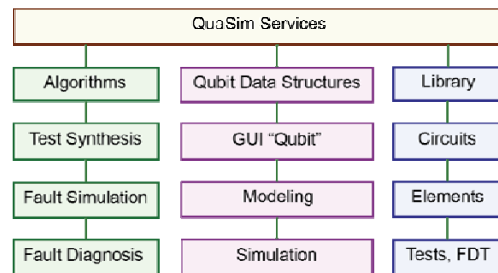 QuaSim Services
Algorithms
Qubit Data Structures
Library
Test Synthesis
GUI “Qubit”
Circuits
Fault Simulation
Modeling
Elements
Fault Diagnosis
Simulation
Tests, FDT